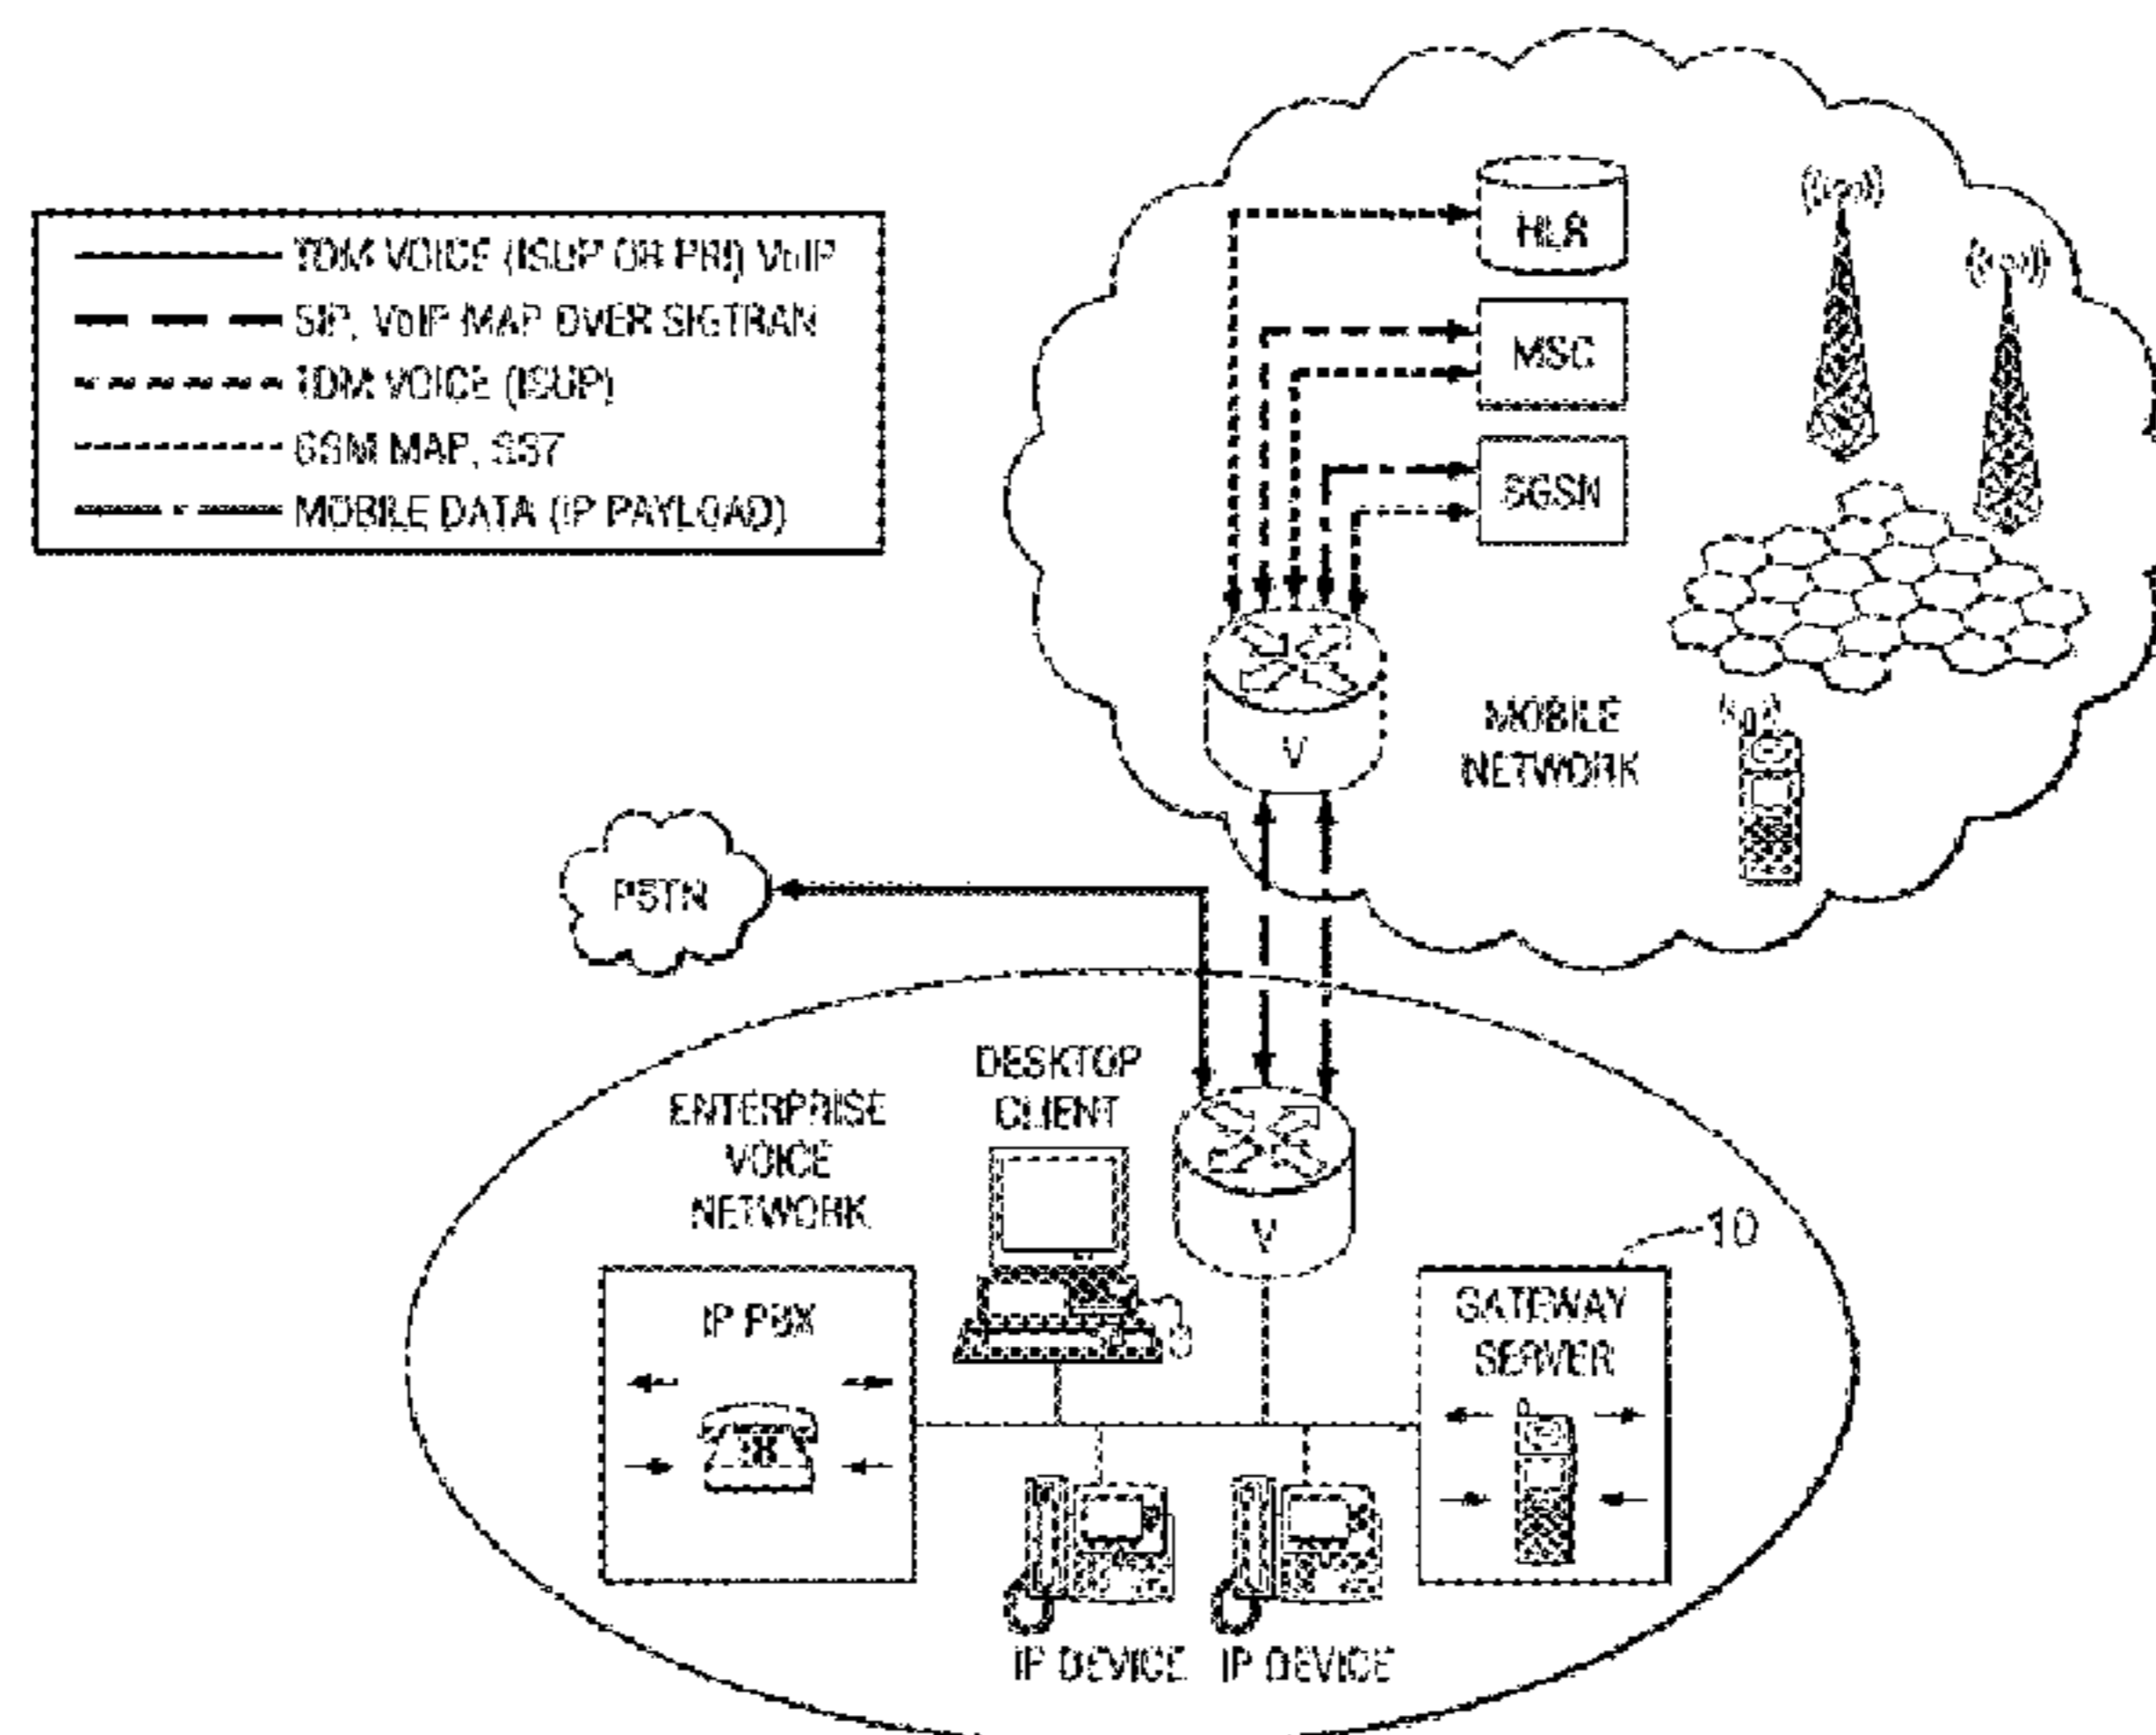 TDM VOICE (ISUP OR PRI) VoIP
SIP, VoIP MAP OVER SIGTRAN
TDM VOICE (ISUP)
GSM MAP, SS7
MOBILE DATA (IP PAYLOAD)
HLR
MSC
SGSN
V
MOBILE
NETWORK
PSTN
DESKTOP
CLIENT
ENTERPRISE
VOICE
NETWORK
V
10
IP PBX
GATEWAY
SERVER
IP DEVICE
IP DEVICE